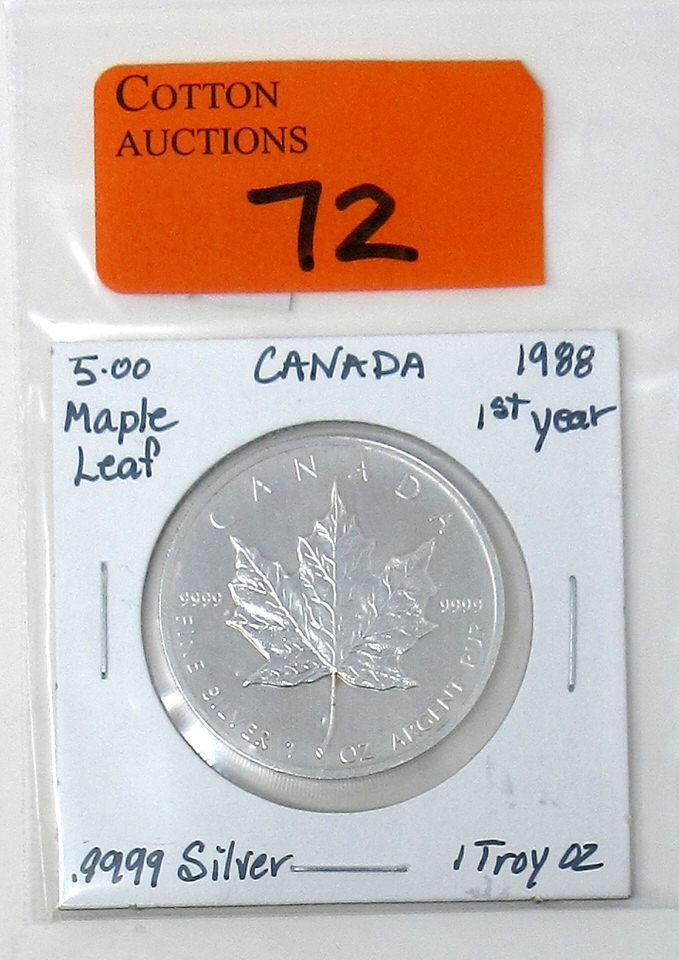 COTTON
AUCTIONS
72
5.00 CANADA 1988
Maple 1st year
Leaf
CANADA
9999 9999
FINE SILVER 1 OZ ARGENT PUR
.9999 Silver 1 Troy oz